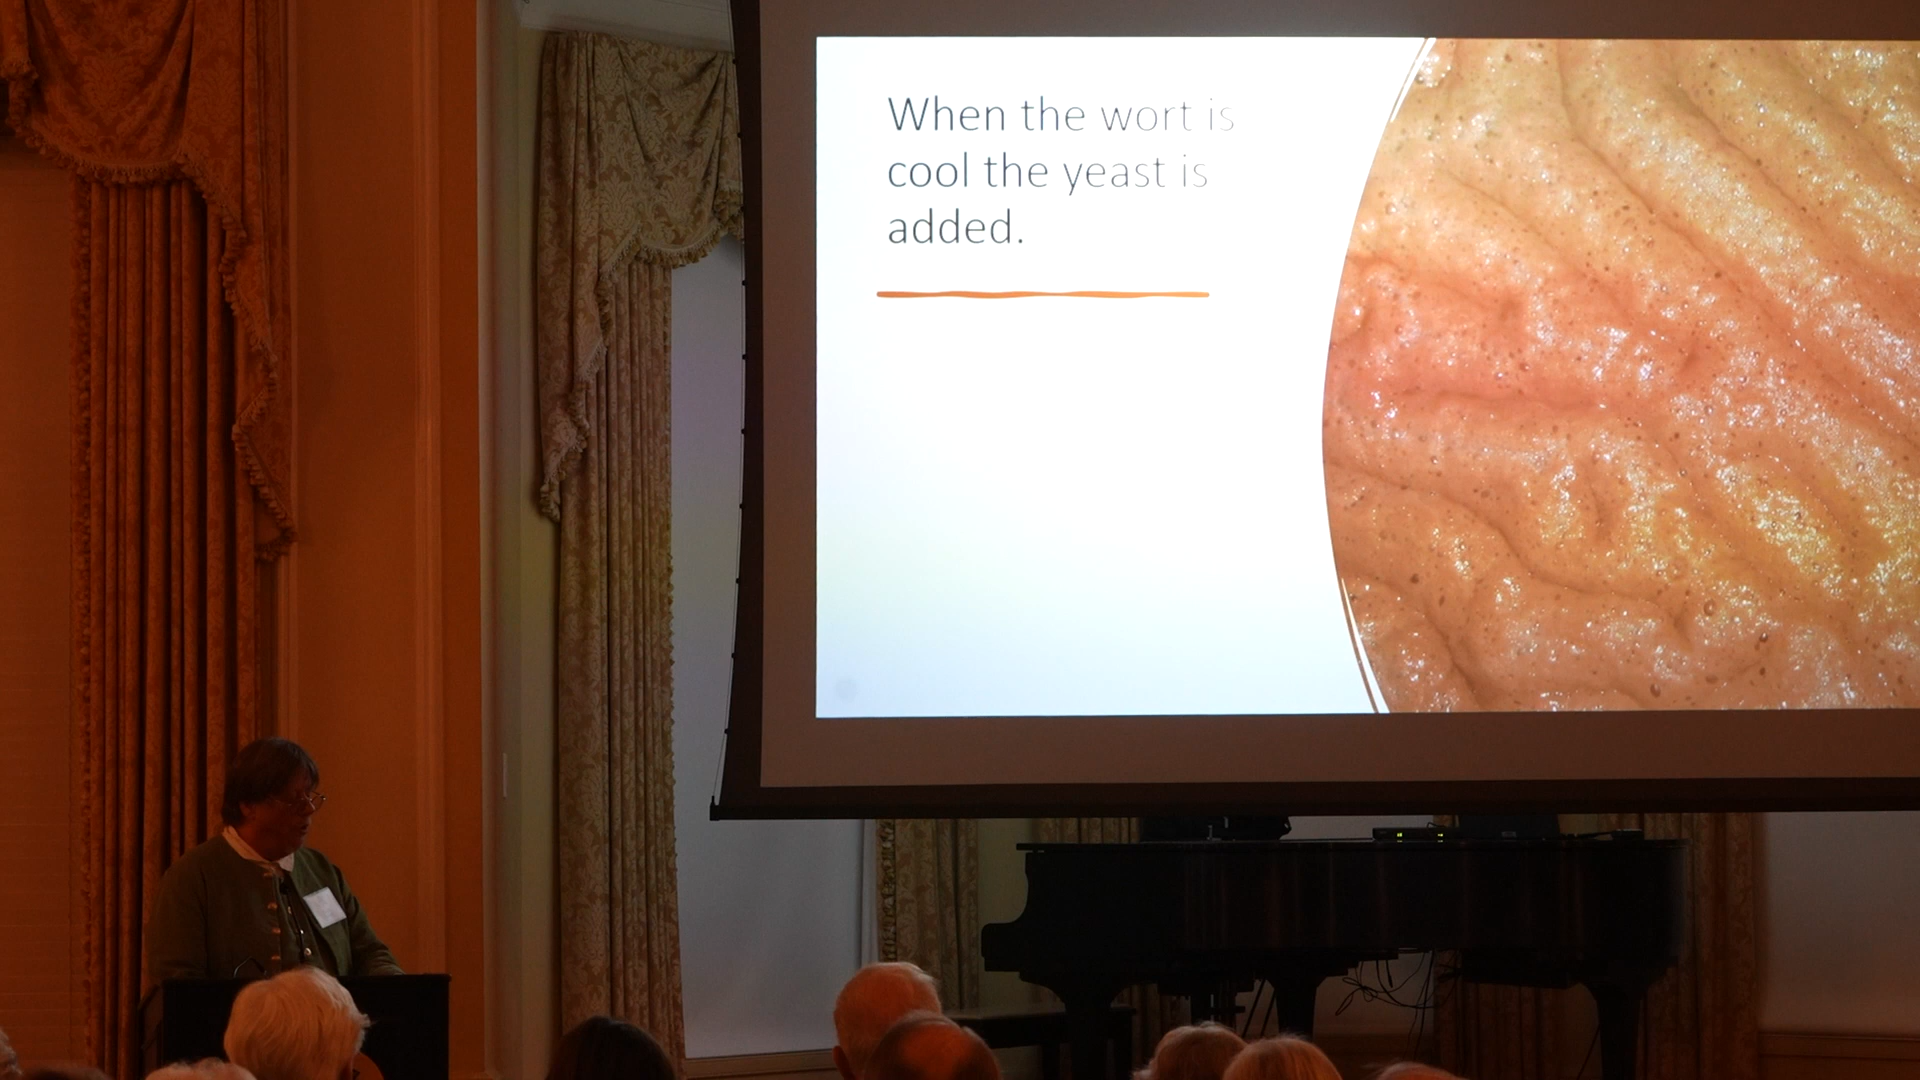 When the wort is
cool the yeast is
added.